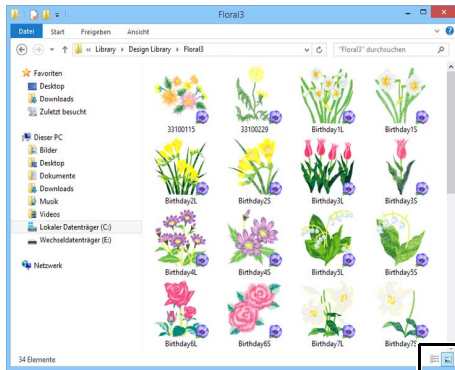 Floral3
Datei Start Freigeben Ansicht
« Library Design Library Floral3
"Floral3" durchsuchen
Favoriten
Desktop
Downloads
Zuletzt besucht
Dieser PC
Bilder
Desktop
Dokumente
Downloads
Musik
Videos
Lokaler Datenträger (C:)
Wechseldatenträger (E:)
Netzwerk
33100115 33100229 Birthday1L Birthday1S
Birthday2L Birthday2S Birthday3L Birthday3S
Birthday4L Birthday4S Birthday5L Birthday5S
Birthday6L Birthday6S Birthday7L Birthday7S
34 Elemente